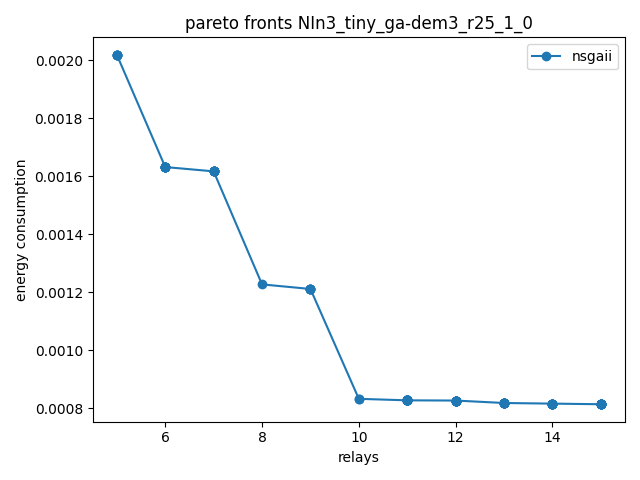 pareto fronts NIn3_tiny_ga-dem3_r25_1_0
nsgaii
energy consumption
0.0020
0.0018
0.0016
0.0014
0.0012
0.0010
0.0008
6 8 10 12 14
relays